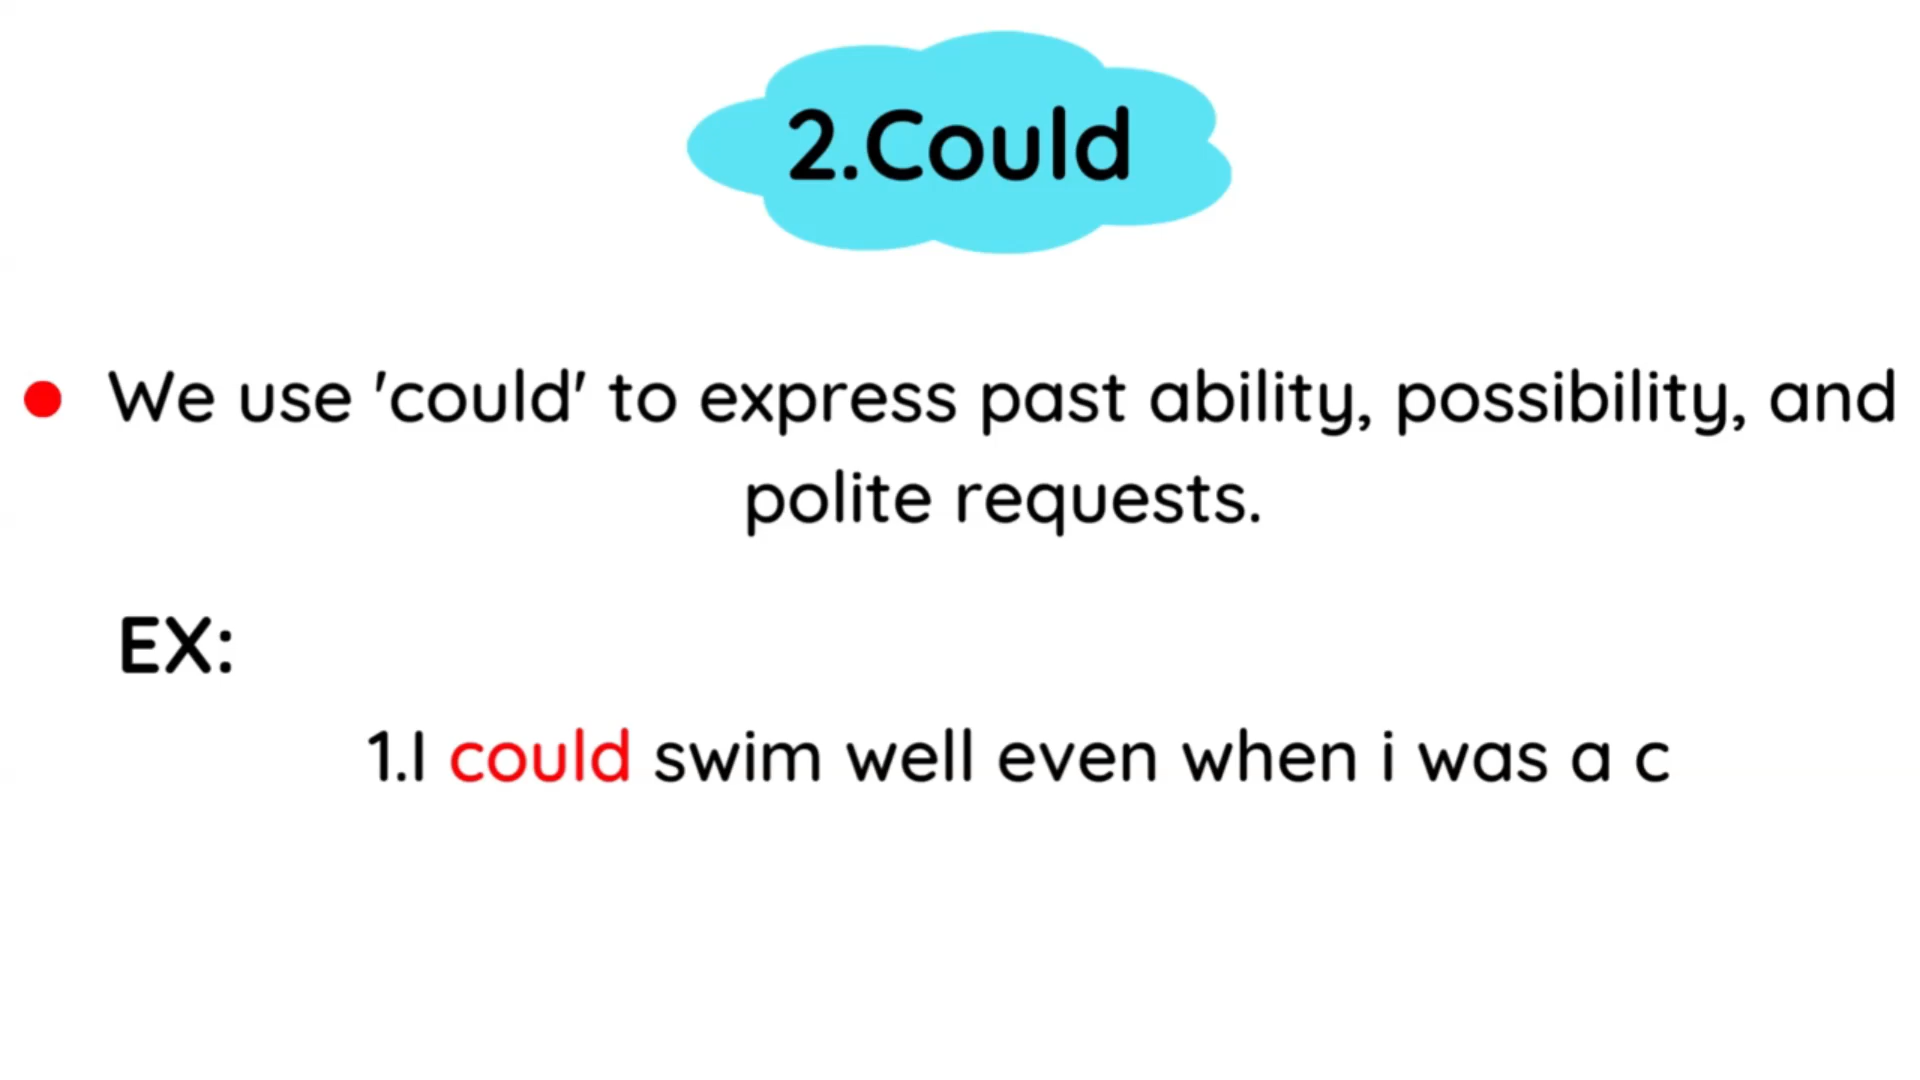 2.Could
We use 'could' to express past ability, possibility, and
polite requests.
EX:
1.I could swim well even when i was a c